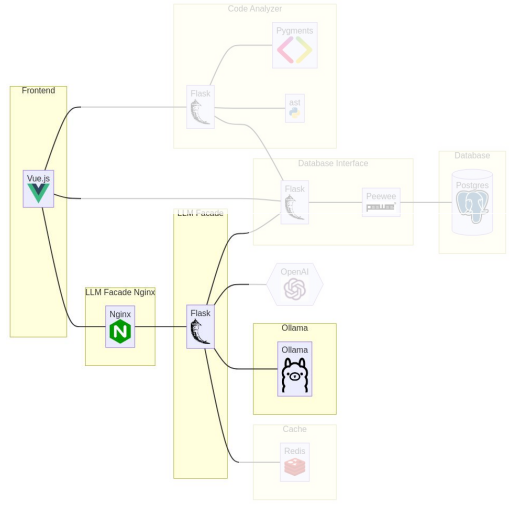 Code Analyzer
Pygments
Frontend
Flask
ast
Database
Database Interface
Vue.js
Flask
Peewee
peewee
Postgres
LLM Facade
OpenAI
LLM Facade Nginx
Nginx
Flask
Ollama
Ollama
Cache
Redis